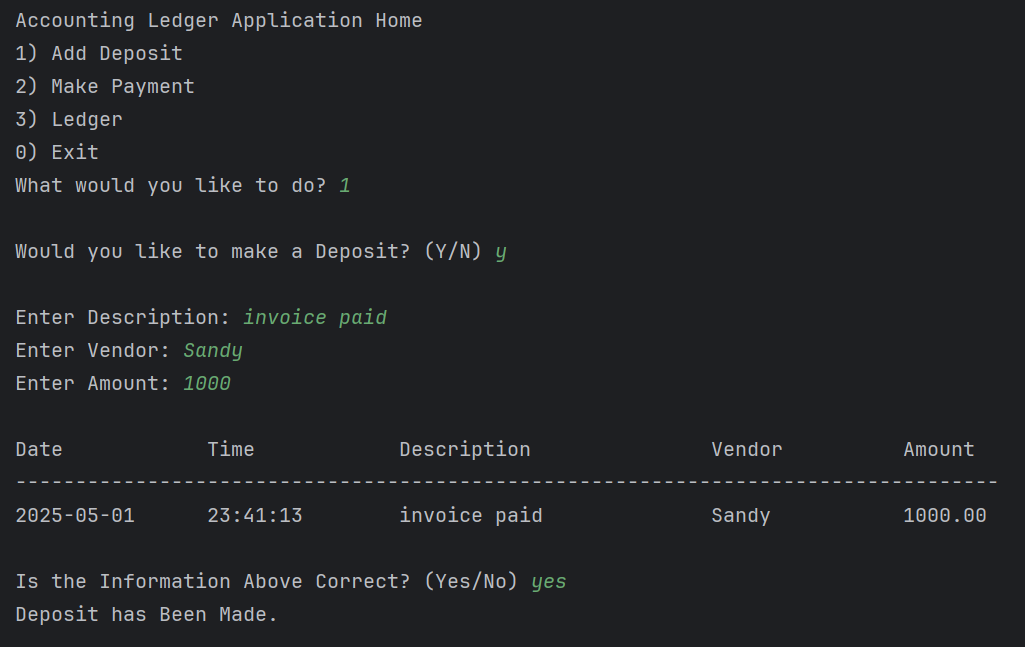 Accounting Ledger Application Home
1) Add Deposit
2) Make Payment
3) Ledger
0) Exit
What would you like to do? 1
Would you like to make a Deposit? (Y/N) y
Enter Description: invoice paid
Enter Vendor: Sandy
Enter Amount: 1000
Date Time Description Vendor Amount
----------------------------------------------------------------------------------
2025-05-01 23:41:13 invoice paid Sandy 1000.00
Is the Information Above Correct? (Yes/No) yes
Deposit has Been Made.